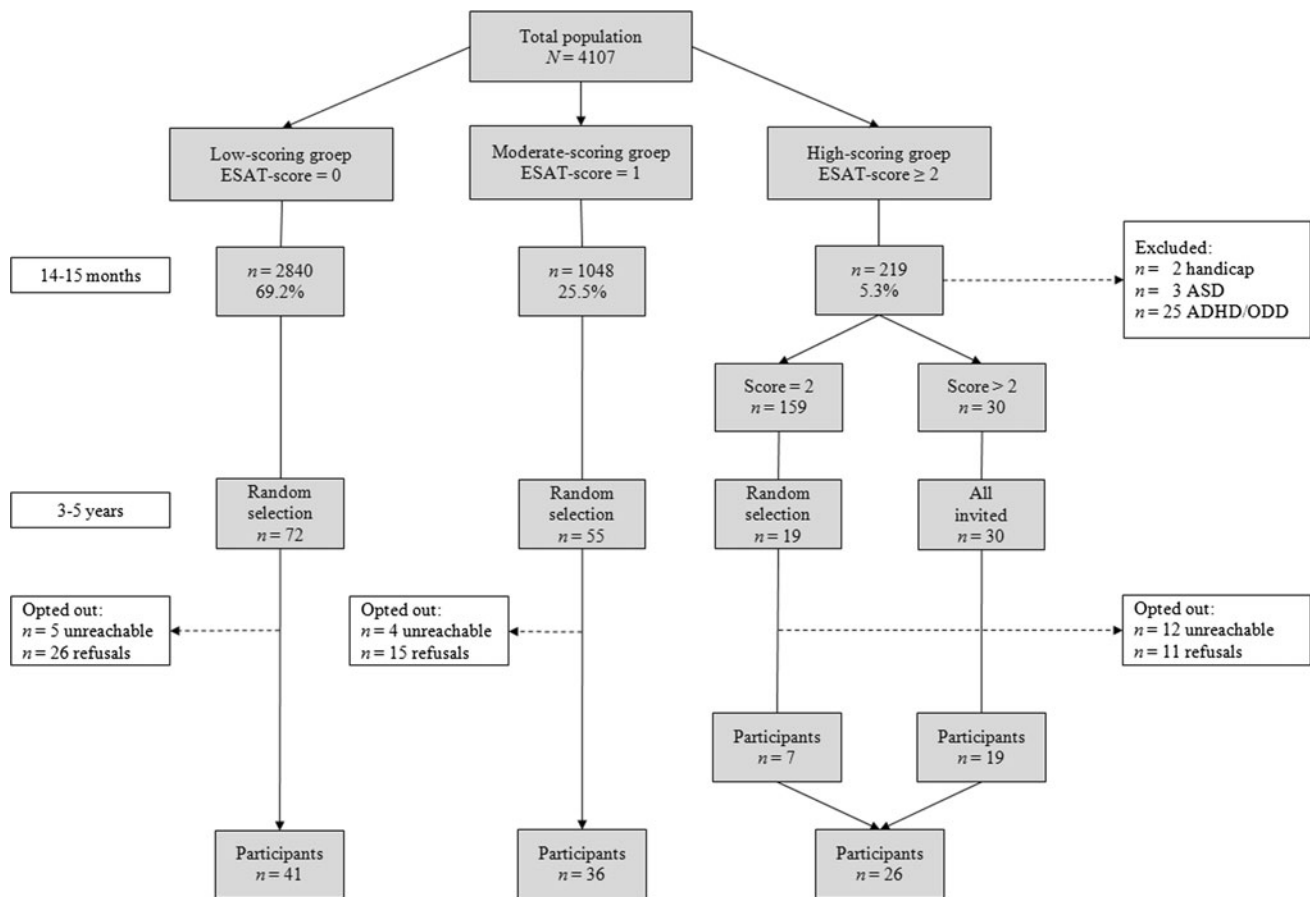 Total population
N = 4107
Low-scoring groep
ESAT-score = 0
Moderate-scoring groep
ESAT-score = 1
High-scoring groep
ESAT-score ≥ 2
14-15 months
n = 2840
69.2%
n = 1048
25.5%
n = 219
5.3%
Excluded:
n = 2 handicap
n = 3 ASD
n = 25 ADHD/ODD
Score = 2
n = 159
Score > 2
n = 30
3-5 years
Random
selection
n = 72
Random
selection
n = 55
Random
selection
n = 19
All
invited
n = 30
Opted out:
n = 5 unreachable
n = 26 refusals
Opted out:
n = 4 unreachable
n = 15 refusals
Opted out:
n = 12 unreachable
n = 11 refusals
Participants
n = 7
Participants
n = 19
Participants
n = 41
Participants
n = 36
Participants
n = 26